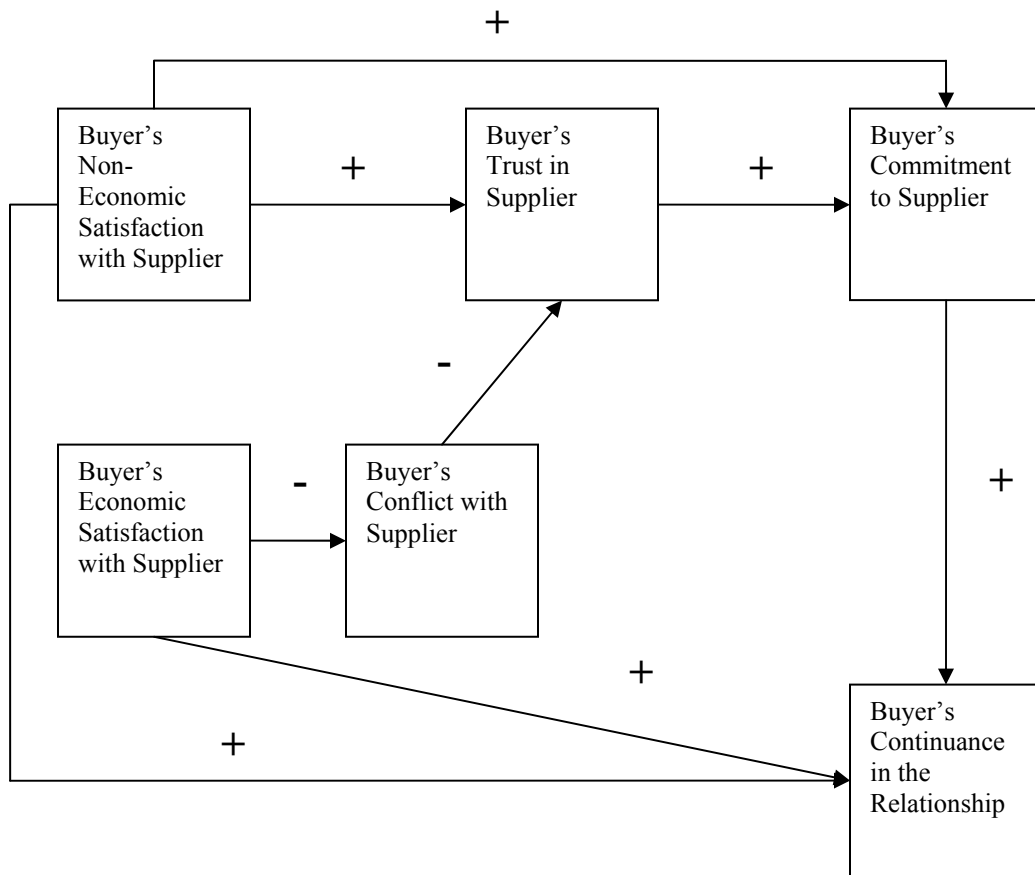 +
Buyer’s
Non-
Economic
Satisfaction
with Supplier
+
Buyer’s
Trust in
Supplier
+
Buyer’s
Commitment
to Supplier
-
Buyer’s
Economic
Satisfaction
with Supplier
-
Buyer’s
Conflict with
Supplier
+
+
+
Buyer’s
Continuance
in the
Relationship